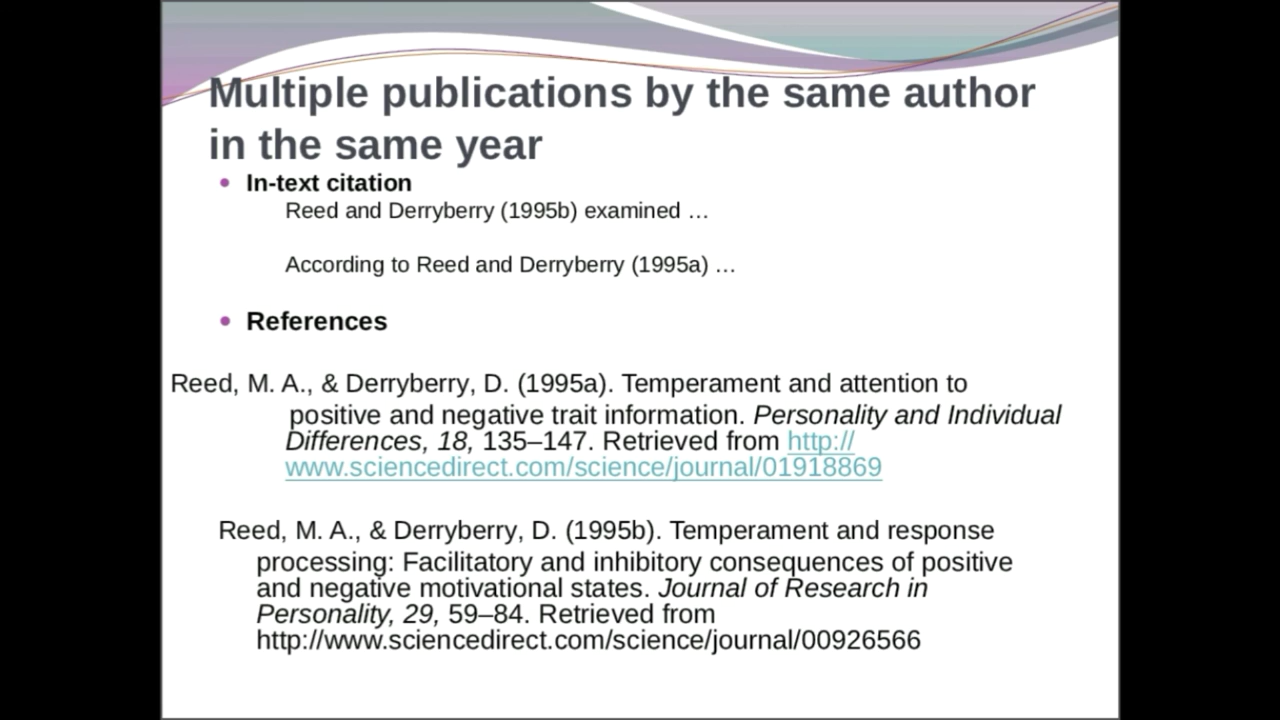 Multiple publications by the same author
in the same year
• In-text citation
Reed and Derryberry (1995b) examined …
According to Reed and Derryberry (1995a) …
• References
Reed, M. A., & Derryberry, D. (1995a). Temperament and attention to
positive and negative trait information. Personality and Individual
Differences, 18, 135–147. Retrieved from http://
www.sciencedirect.com/science/journal/01918869
Reed, M. A., & Derryberry, D. (1995b). Temperament and response
processing: Facilitatory and inhibitory consequences of positive
and negative motivational states. Journal of Research in
Personality, 29, 59–84. Retrieved from
http://www.sciencedirect.com/science/journal/00926566